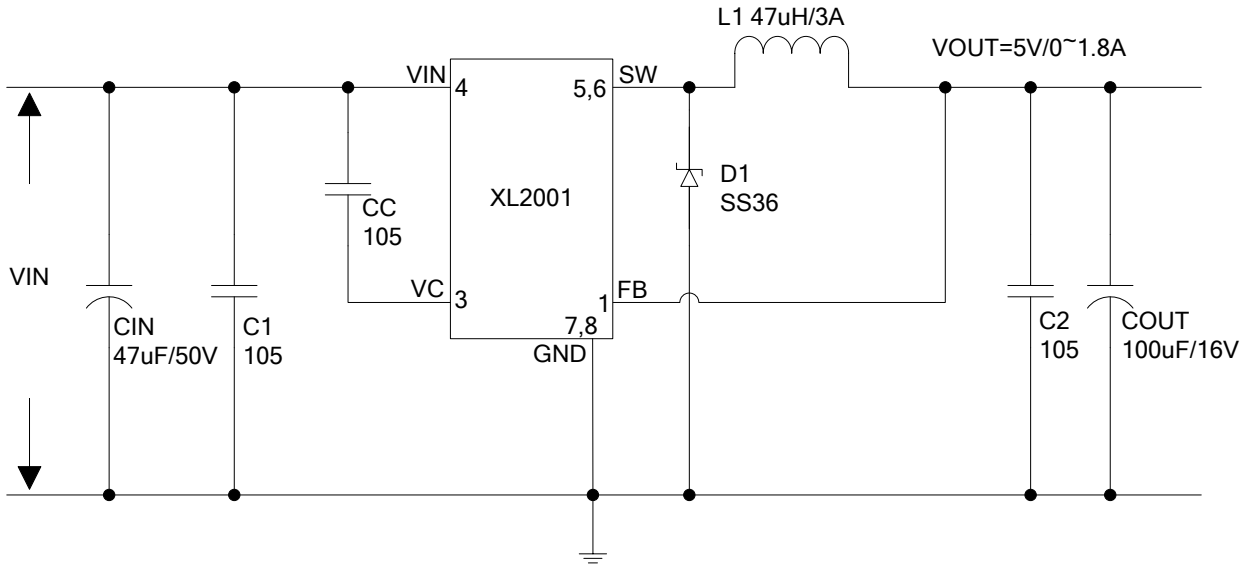 L1 47uH/3A
VOUT=5V/0~1.8A
VIN
SW
4
5,6
D1
SS36
XL2001
CC
105
VIN
VC
FB
3
1
7,8
GND
CIN
47uF/50V
C1
105
C2
105
COUT
100uF/16V